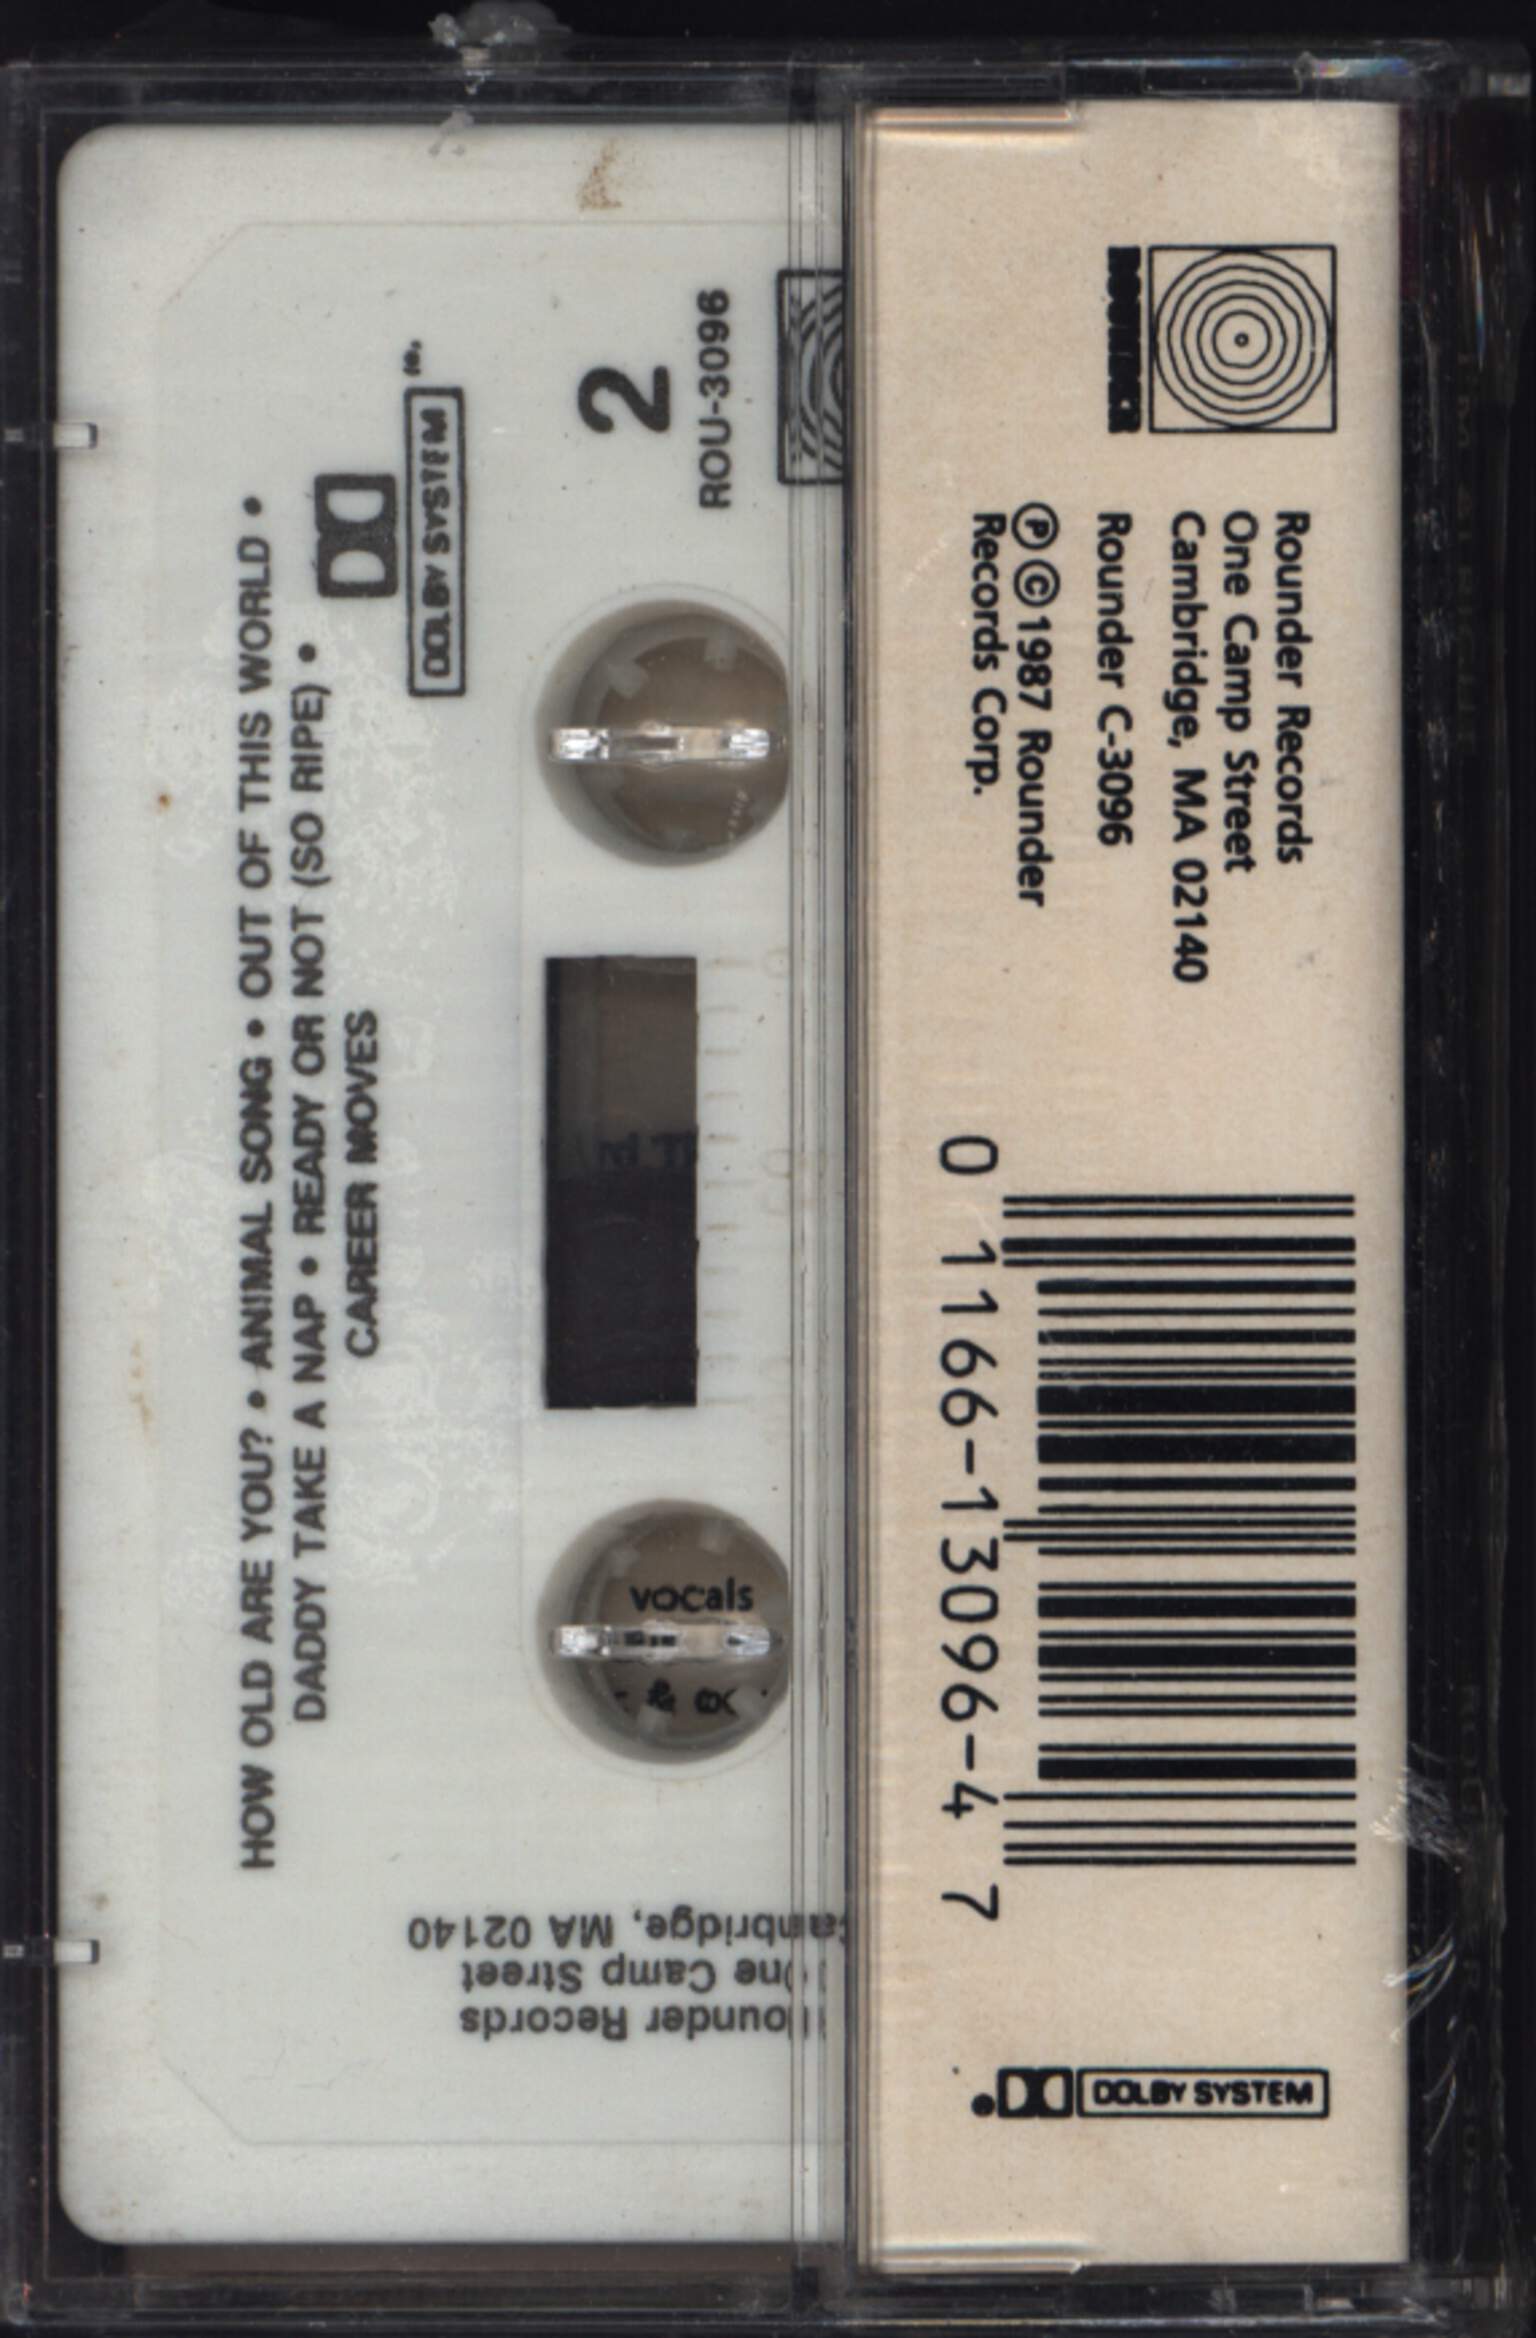 ROUNDER
Rounder Records
One Camp Street
Cambridge, MA 02140
Rounder C-3096
Ⓟ © 1987 Rounder
Records Corp.
0 1166-13096-4 7
DOLBY SYSTEM
2
ROU-3096
DOLBY SYSTEM
HOW OLD ARE YOU? • ANIMAL SONG • OUT OF THIS WORLD •
DADDY TAKE A NAP • READY OR NOT (SO RIPE) •
CAREER MOVES
Rounder Records
One Camp Street
Cambridge, MA 02140
vocals